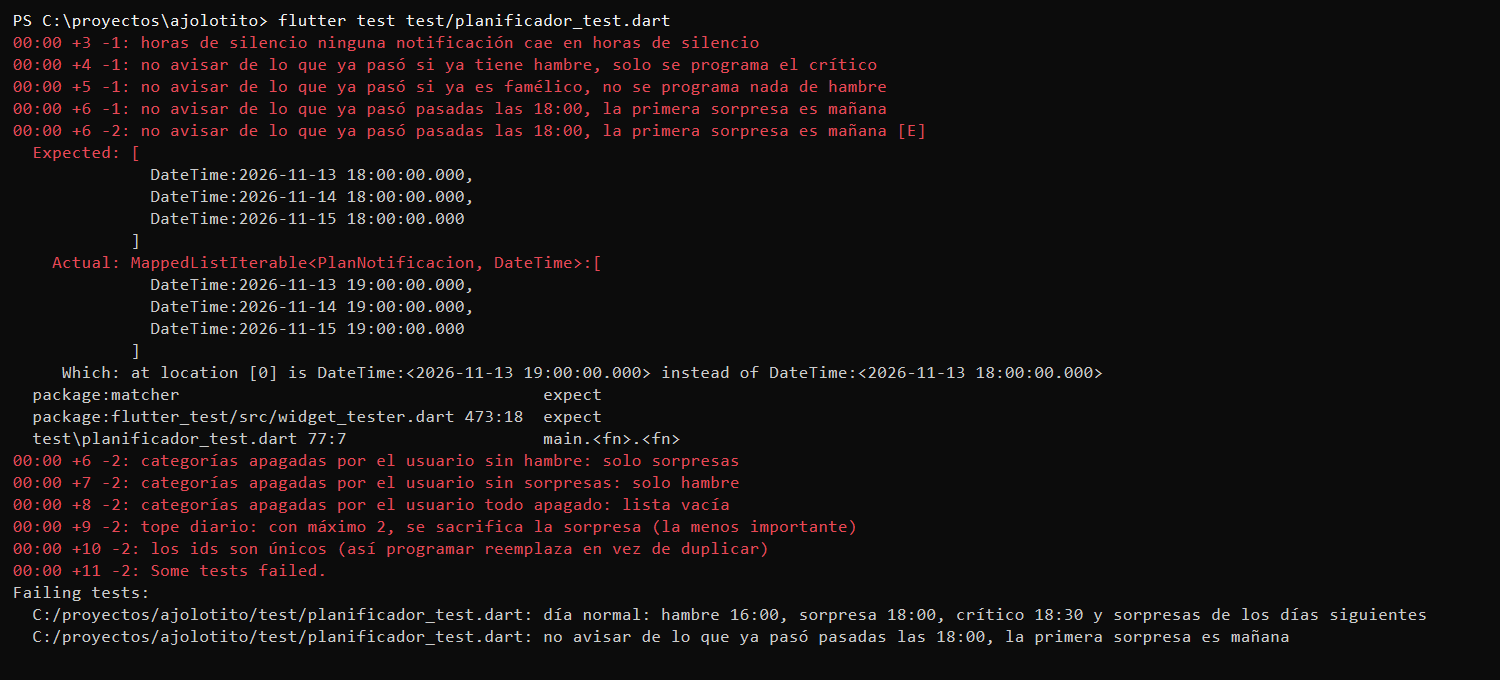 PS C:\proyectos\ajolotito> flutter test test/planificador_test.dart
00:00 +3 -1: horas de silencio ninguna notificación cae en horas de silencio
00:00 +4 -1: no avisar de lo que ya pasó si ya tiene hambre, solo se programa el crítico
00:00 +5 -1: no avisar de lo que ya pasó si ya es famélico, no se programa nada de hambre
00:00 +6 -1: no avisar de lo que ya pasó pasadas las 18:00, la primera sorpresa es mañana
00:00 +6 -2: no avisar de lo que ya pasó pasadas las 18:00, la primera sorpresa es mañana [E]
  Expected: [
              DateTime:2026-11-13 18:00:00.000,
              DateTime:2026-11-14 18:00:00.000,
              DateTime:2026-11-15 18:00:00.000
            ]
    Actual: MappedListIterable<PlanNotificacion, DateTime>:[
              DateTime:2026-11-13 19:00:00.000,
              DateTime:2026-11-14 19:00:00.000,
              DateTime:2026-11-15 19:00:00.000
            ]
     Which: at location [0] is DateTime:<2026-11-13 19:00:00.000> instead of DateTime:<2026-11-13 18:00:00.000>
  package:matcher                                     expect
  package:flutter_test/src/widget_tester.dart 473:18  expect
  test\planificador_test.dart 77:7                    main.<fn>.<fn>
00:00 +6 -2: categorías apagadas por el usuario sin hambre: solo sorpresas
00:00 +7 -2: categorías apagadas por el usuario sin sorpresas: solo hambre
00:00 +8 -2: categorías apagadas por el usuario todo apagado: lista vacía
00:00 +9 -2: tope diario: con máximo 2, se sacrifica la sorpresa (la menos importante)
00:00 +10 -2: los ids son únicos (así programar reemplaza en vez de duplicar)
00:00 +11 -2: Some tests failed.
Failing tests:
  C:/proyectos/ajolotito/test/planificador_test.dart: día normal: hambre 16:00, sorpresa 18:00, crítico 18:30 y sorpresas de los días siguientes
  C:/proyectos/ajolotito/test/planificador_test.dart: no avisar de lo que ya pasó pasadas las 18:00, la primera sorpresa es mañana